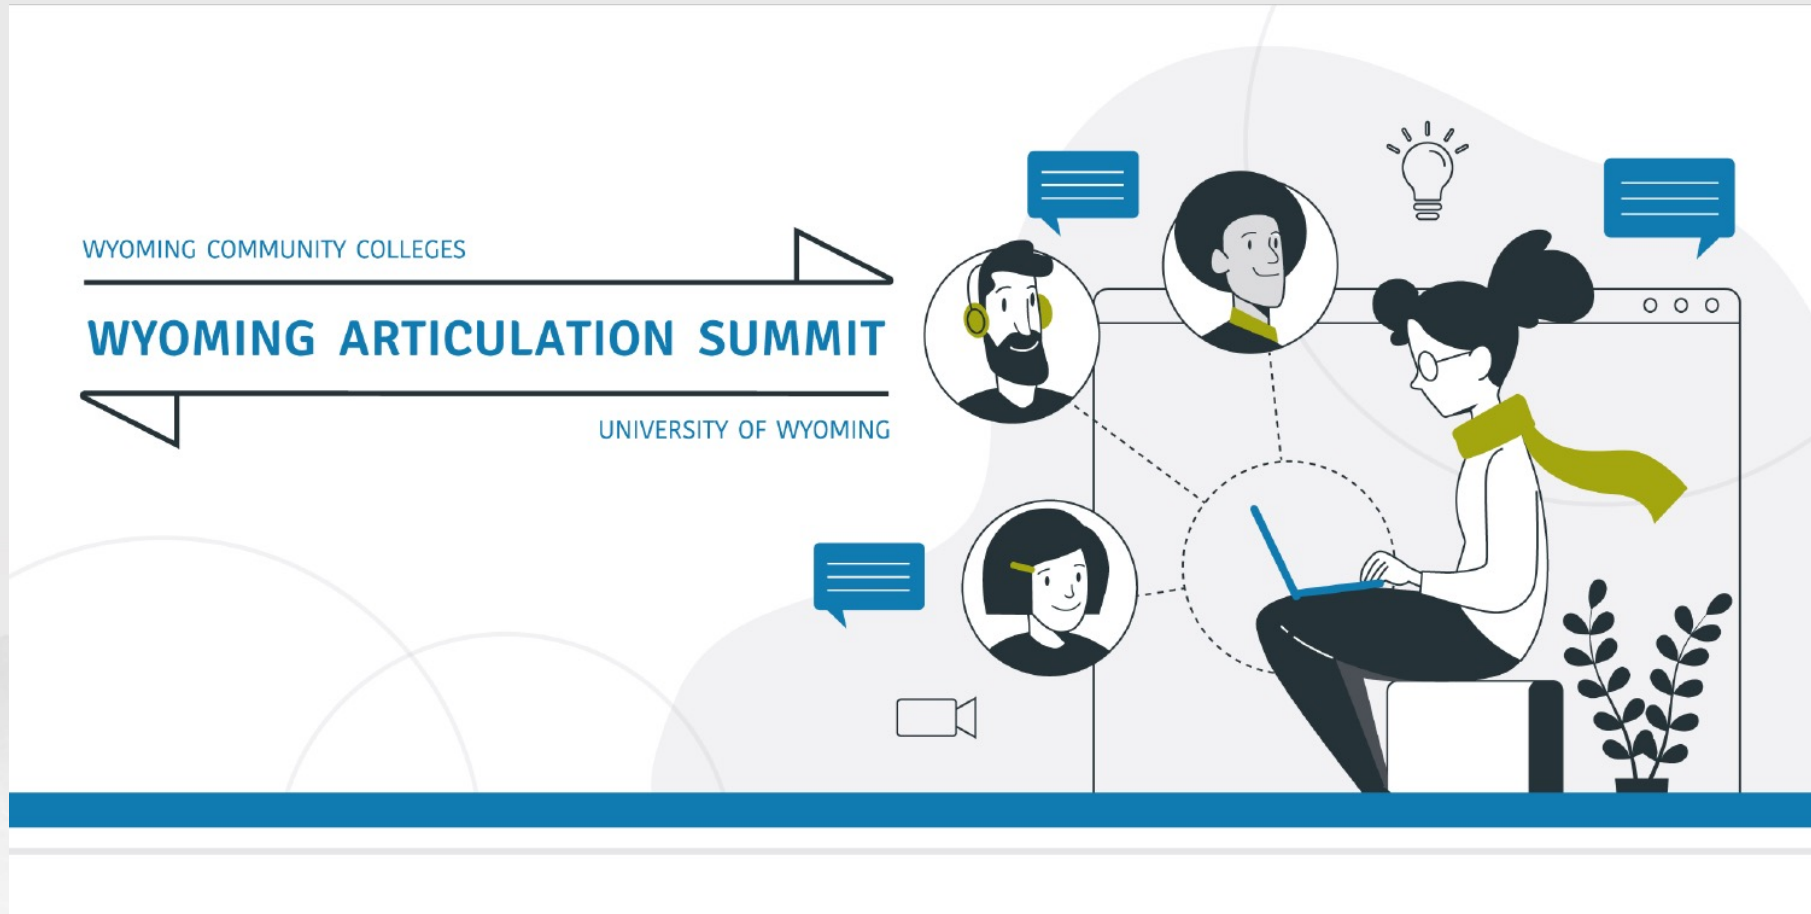 WYOMING COMMUNITY COLLEGES
WYOMING ARTICULATION SUMMIT
UNIVERSITY OF WYOMING